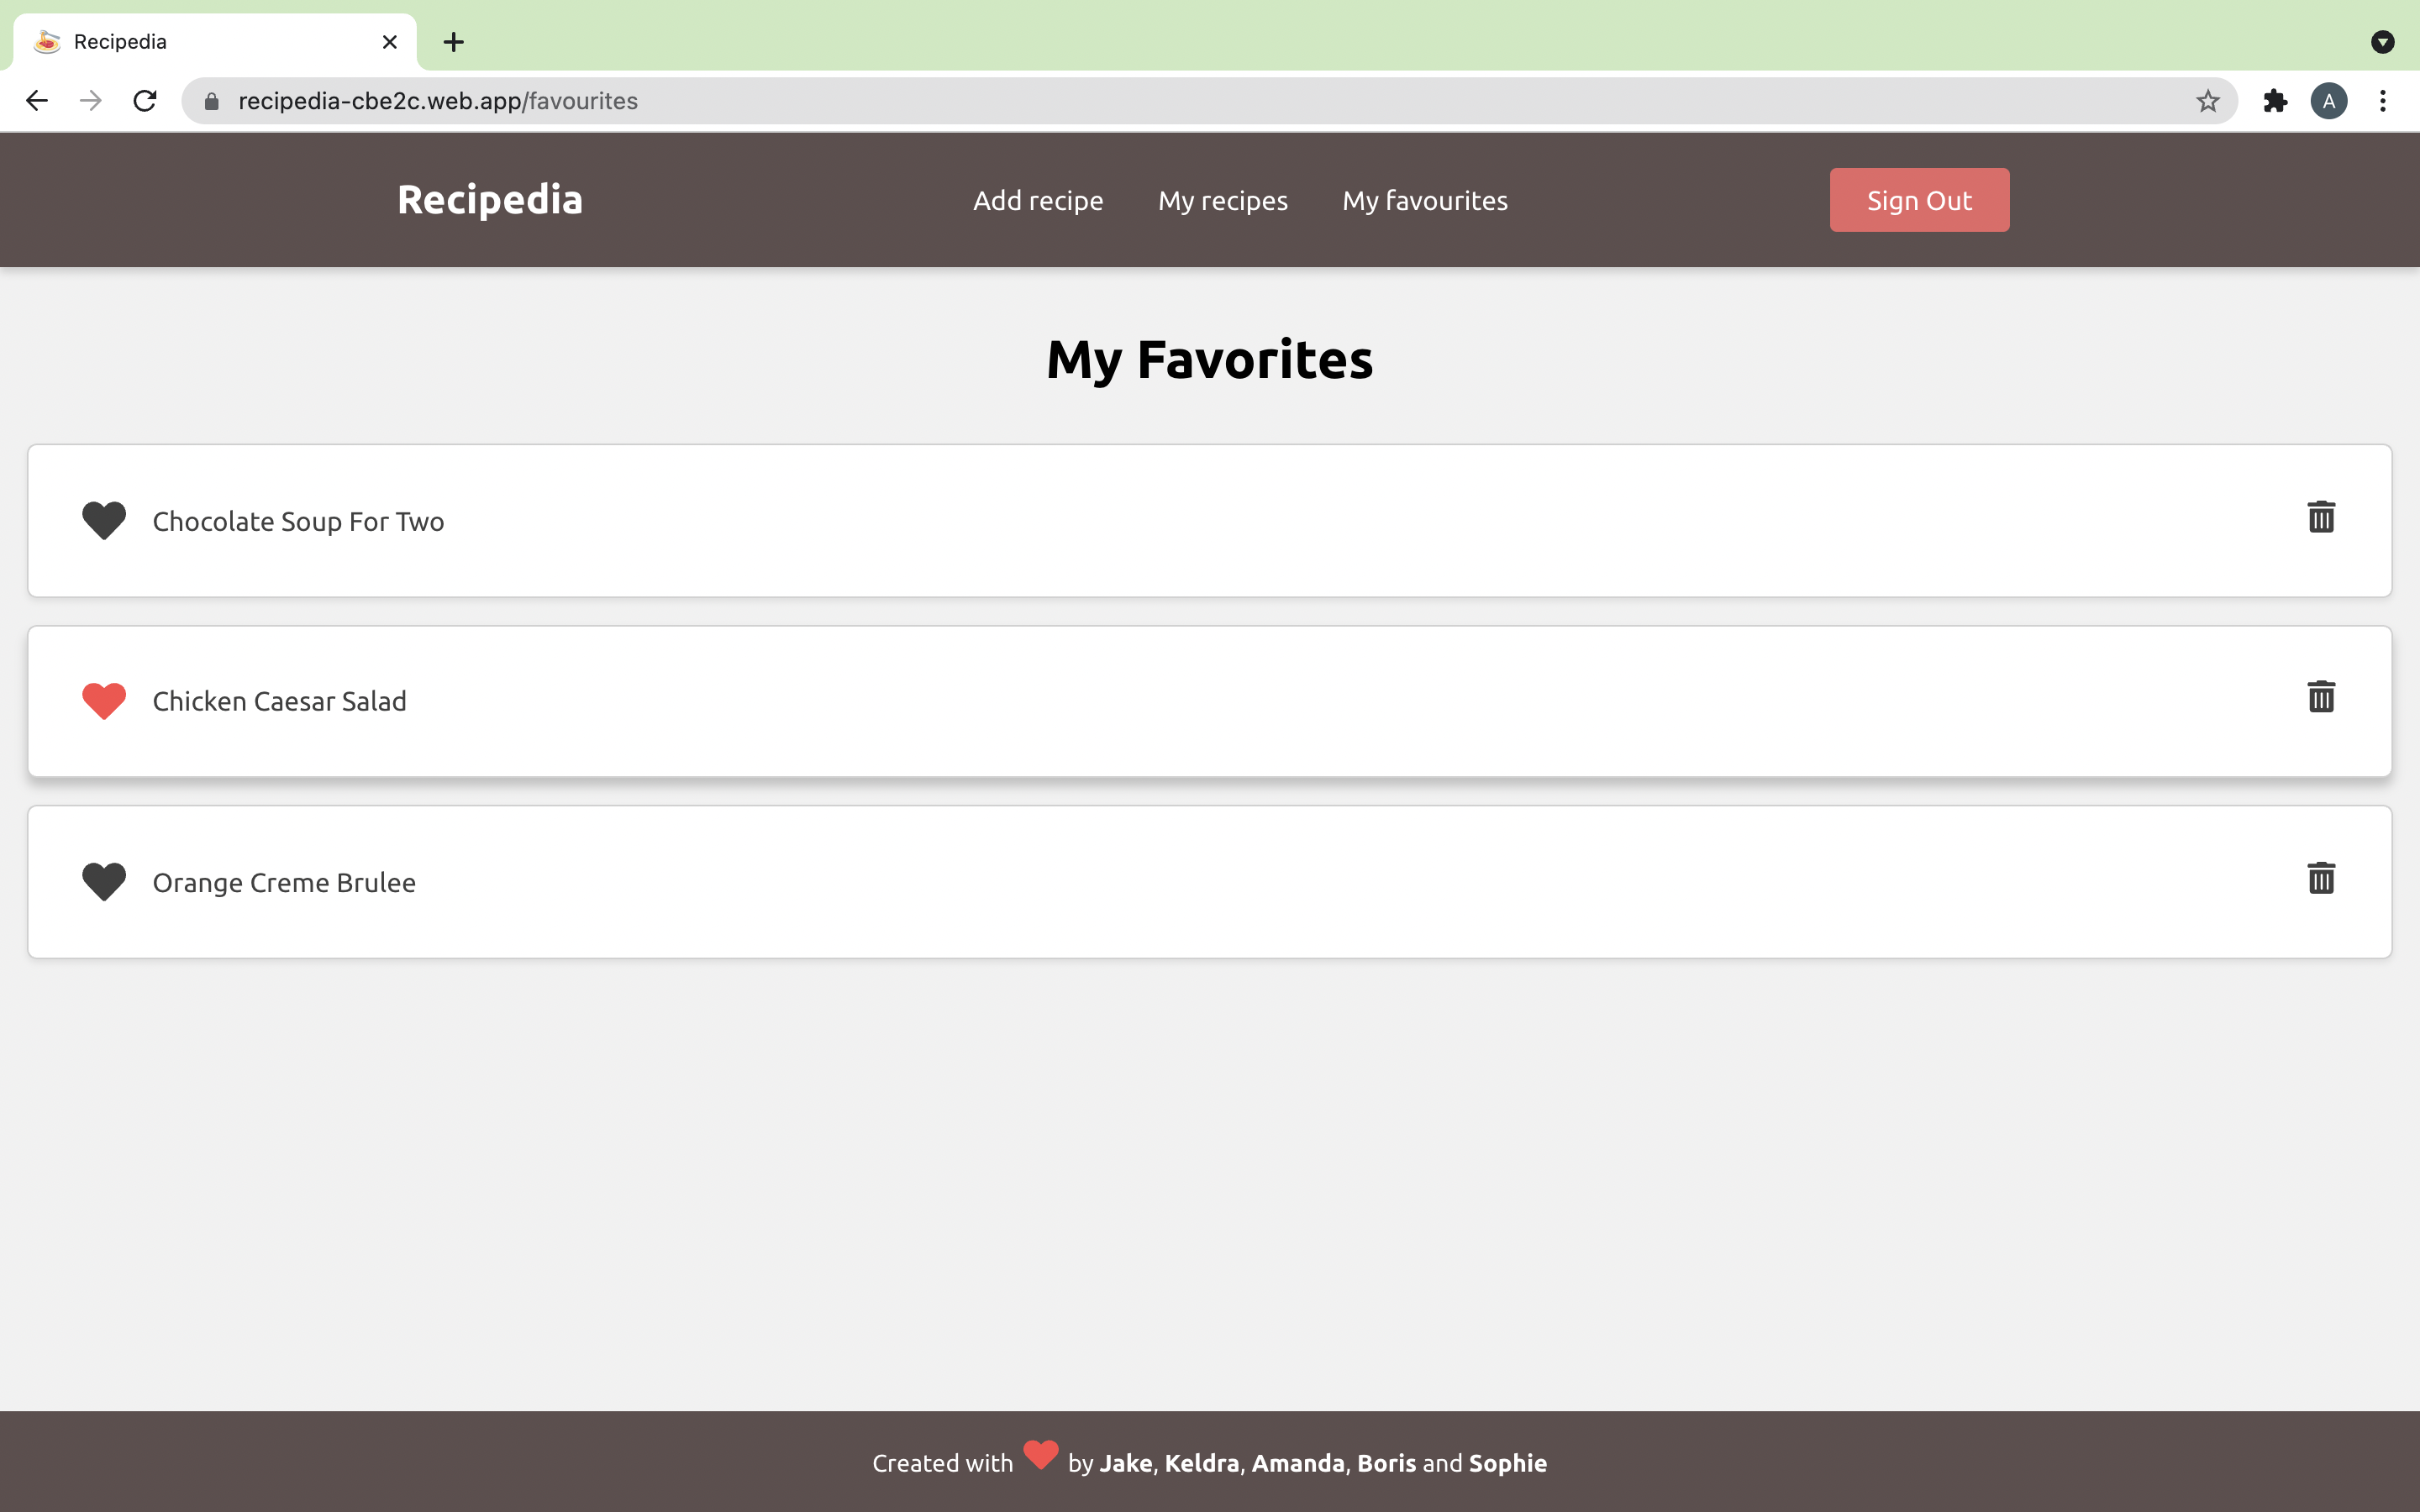 Recipedia
recipedia-cbe2c.web.app/favourites
A
Recipedia
Add recipe
My recipes
My favourites
Sign Out
My Favorites
Chocolate Soup For Two
Chicken Caesar Salad
Orange Creme Brulee
Created with by Jake, Keldra, Amanda, Boris and Sophie